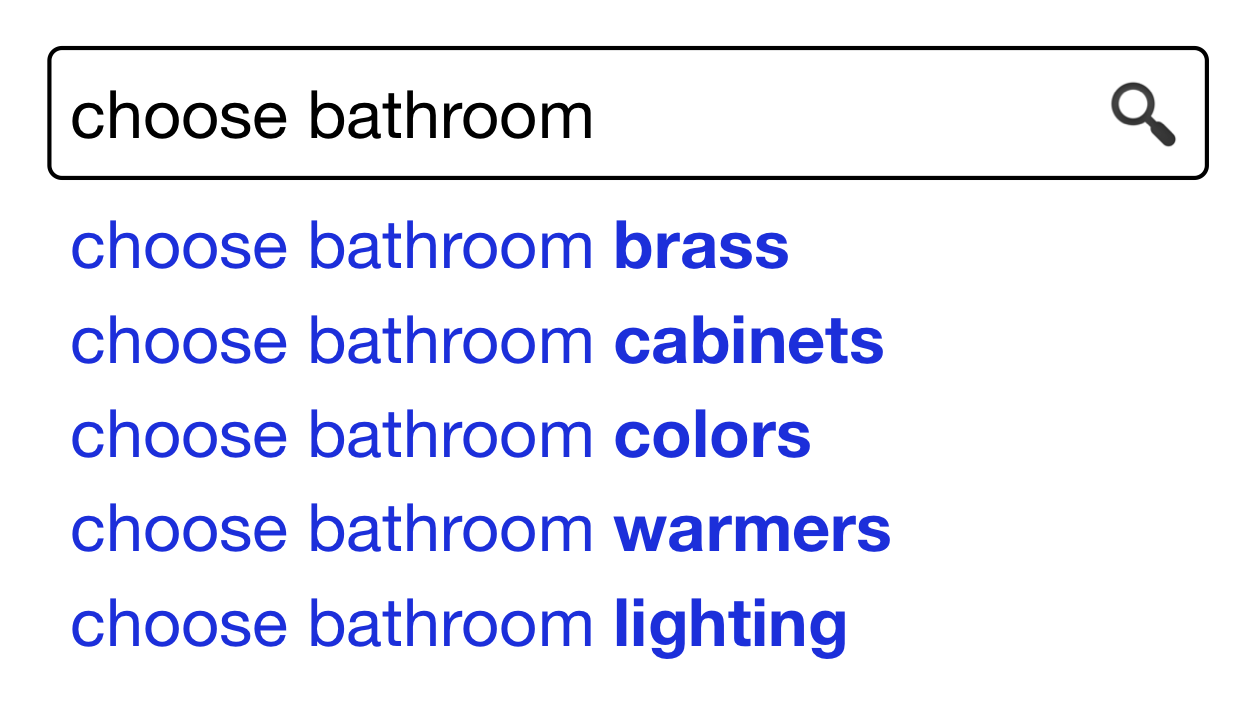 choose bathroom
choose bathroom brass
choose bathroom cabinets
choose bathroom colors
choose bathroom warmers
choose bathroom lighting